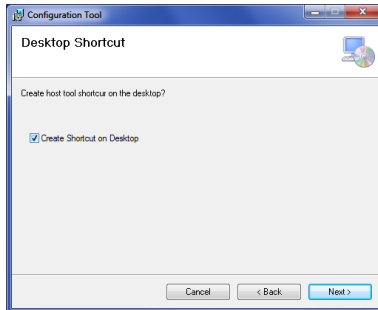 Configuration Tool
Desktop Shortcut
Create host tool shortcur on the desktop?
Create Shortcut on Desktop
Cancel
< Back
Next >